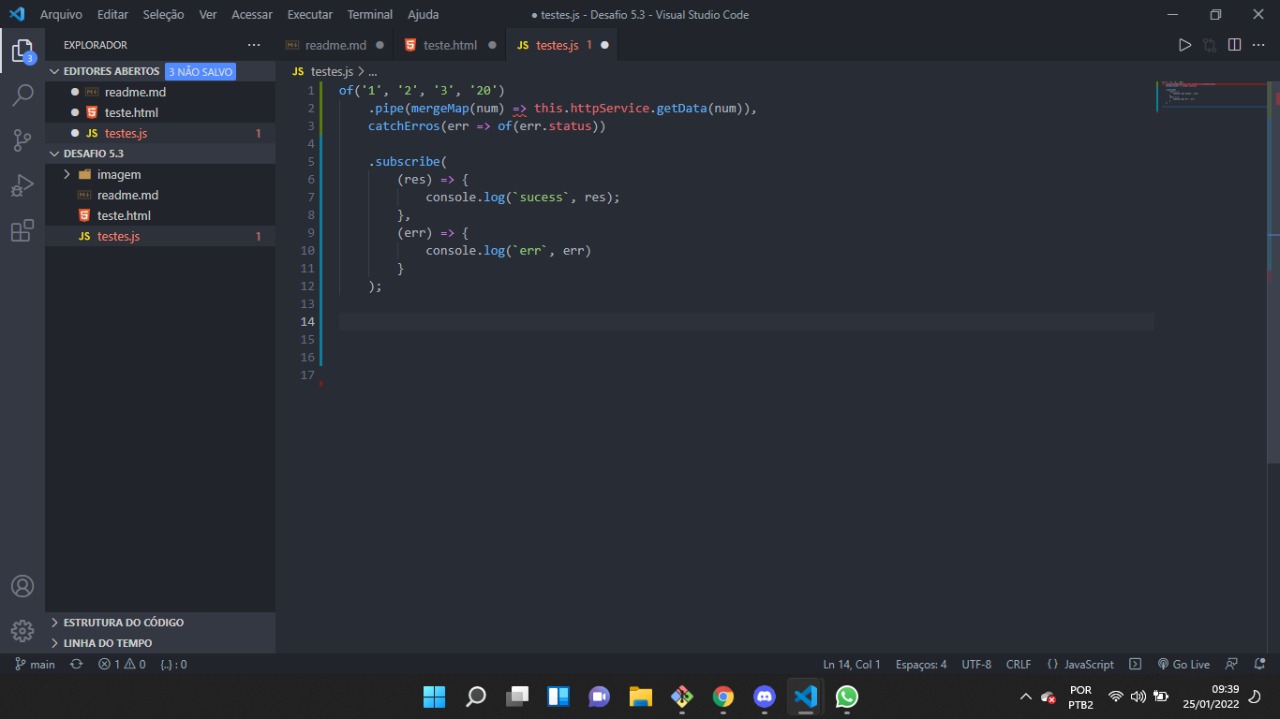 Arquivo Editar Seleção Ver Acessar Executar Terminal Ajuda
● testes.js - Desafio 5.3 - Visual Studio Code
3
EXPLORADOR ···
EDITORES ABERTOS 3 NÃO SALVO
readme.md
teste.html
JS testes.js 1
DESAFIO 5.3
imagem
readme.md
teste.html
JS testes.js 1
ESTRUTURA DO CÓDIGO
LINHA DO TEMPO
readme.md ● teste.html ● JS testes.js 1 ●
JS testes.js > ...
1 of('1', '2', '3', '20')
2 .pipe(mergeMap(num) => this.httpService.getData(num)),
3 catchErros(err => of(err.status))
4
5 .subscribe(
6 (res) => {
7 console.log(`sucess`, res);
8 },
9 (err) => {
10 console.log(`err`, err)
11 }
12 );
13
14
15
16
17
main 1 0 {..} : 0
Ln 14, Col 1 Espaços: 4 UTF-8 CRLF {} JavaScript Go Live
POR
PTB2
09:39
25/01/2022